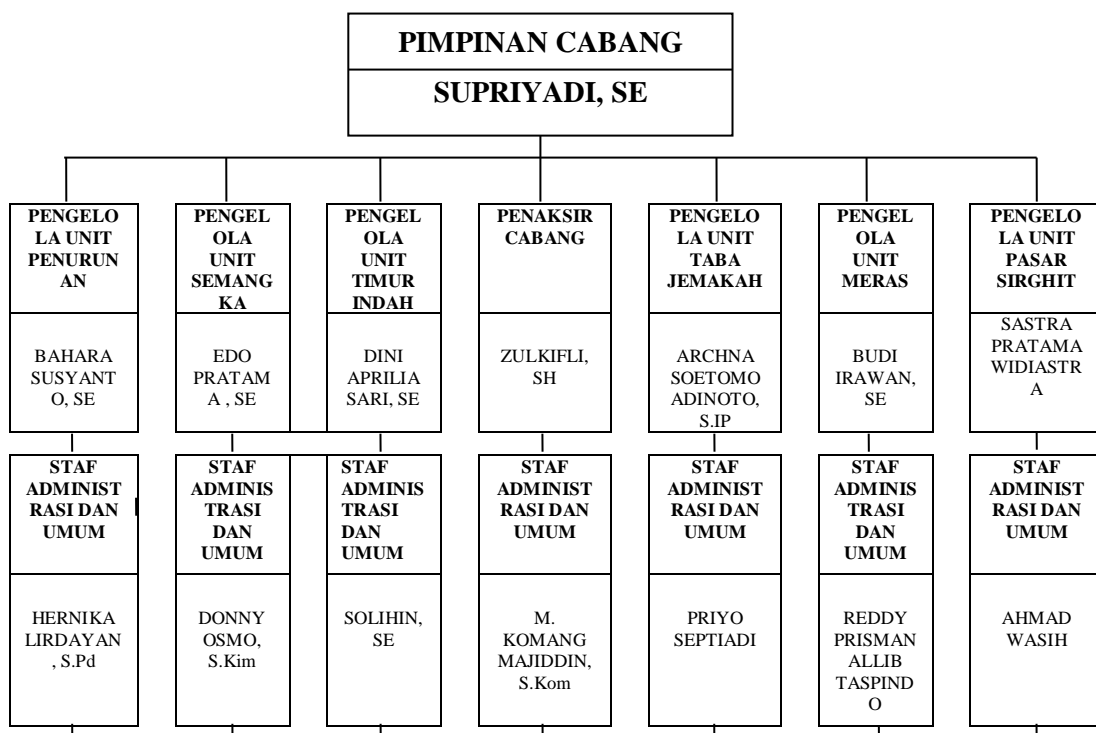 PIMPINAN CABANG
SUPRIYADI, SE
PENGELO
LA UNIT
PENURUN
AN
BAHARA
SUSYANT
O, SE
PENGEL
OLA
UNIT
SEMANG
KA
EDO
PRATAM
A , SE
PENGEL
OLA
UNIT
TIMUR
INDAH
DINI
APRILIA
SARI, SE
PENAKSIR
CABANG
ZULKIFLI,
SH
PENGELO
LA UNIT
TABA
JEMAKAH
ARCHNA
SOETOMO
ADINOTO,
S.IP
PENGEL
OLA
UNIT
MERAS
BUDI
IRAWAN,
SE
PENGELO
LA UNIT
PASAR
SIRGHIT
SASTRA
PRATAMA
WIDIASTR
A
STAF
ADMINIST
RASI DAN
UMUM
HERNIKA
LIRDAYAN
, S.Pd
STAF
ADMINIS
TRASI
DAN
UMUM
DONNY
OSMO,
S.Kim
STAF
ADMINIS
TRASI
DAN
UMUM
SOLIHIN,
SE
STAF
ADMINIST
RASI DAN
UMUM
M.
KOMANG
MAJIDDIN,
S.Kom
STAF
ADMINIST
RASI DAN
UMUM
PRIYO
SEPTIADI
STAF
ADMINIS
TRASI
DAN
UMUM
REDDY
PRISMAN
ALLIB
TASPIND
O
STAF
ADMINIST
RASI DAN
UMUM
AHMAD
WASIH